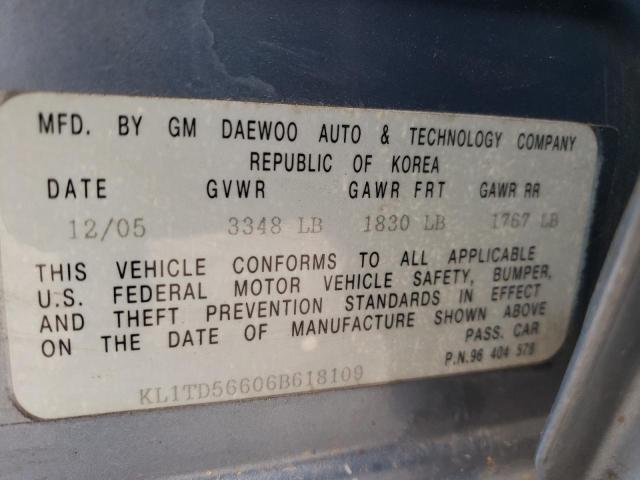 MFD. BY GM DAEWOO AUTO & TECHNOLOGY COMPANY
REPUBLIC OF KOREA
DATE GVWR GAWR FRT GAWR RR
12/05 3348 LB 1830 LB 1767 LB
THIS VEHICLE CONFORMS TO ALL APPLICABLE
U.S. FEDERAL MOTOR VEHICLE SAFETY, BUMPER,
AND THEFT PREVENTION STANDARDS IN EFFECT
ON THE DATE OF MANUFACTURE SHOWN ABOVE
PASS. CAR
P.N.96 404 578
KL1TD56606B618109